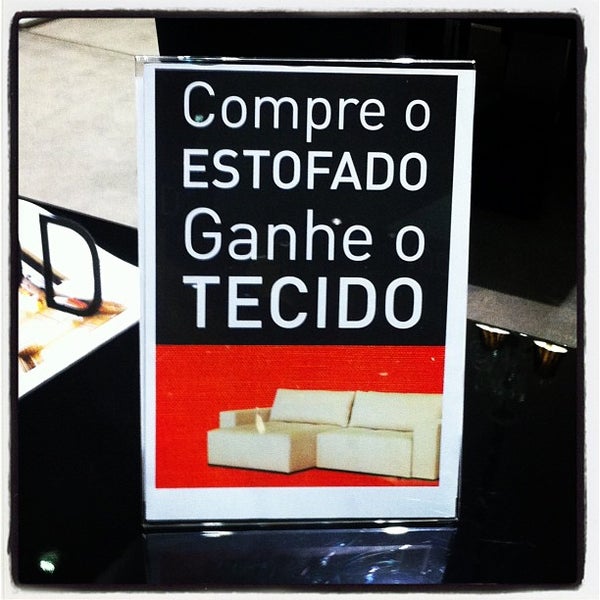 Compre o
ESTOFADO
Ganhe o
TECIDO
D